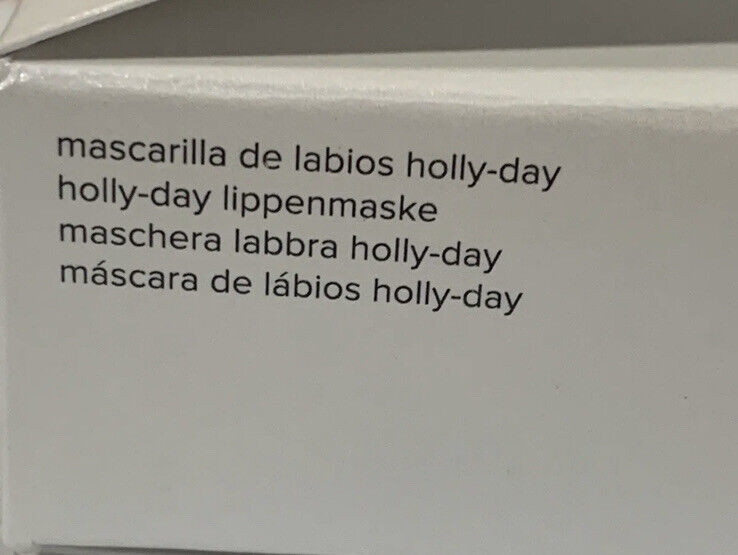 mascarilla de labios holly-day
holly-day lippenmaske
maschera labbra holly-day
máscara de lábios holly-day